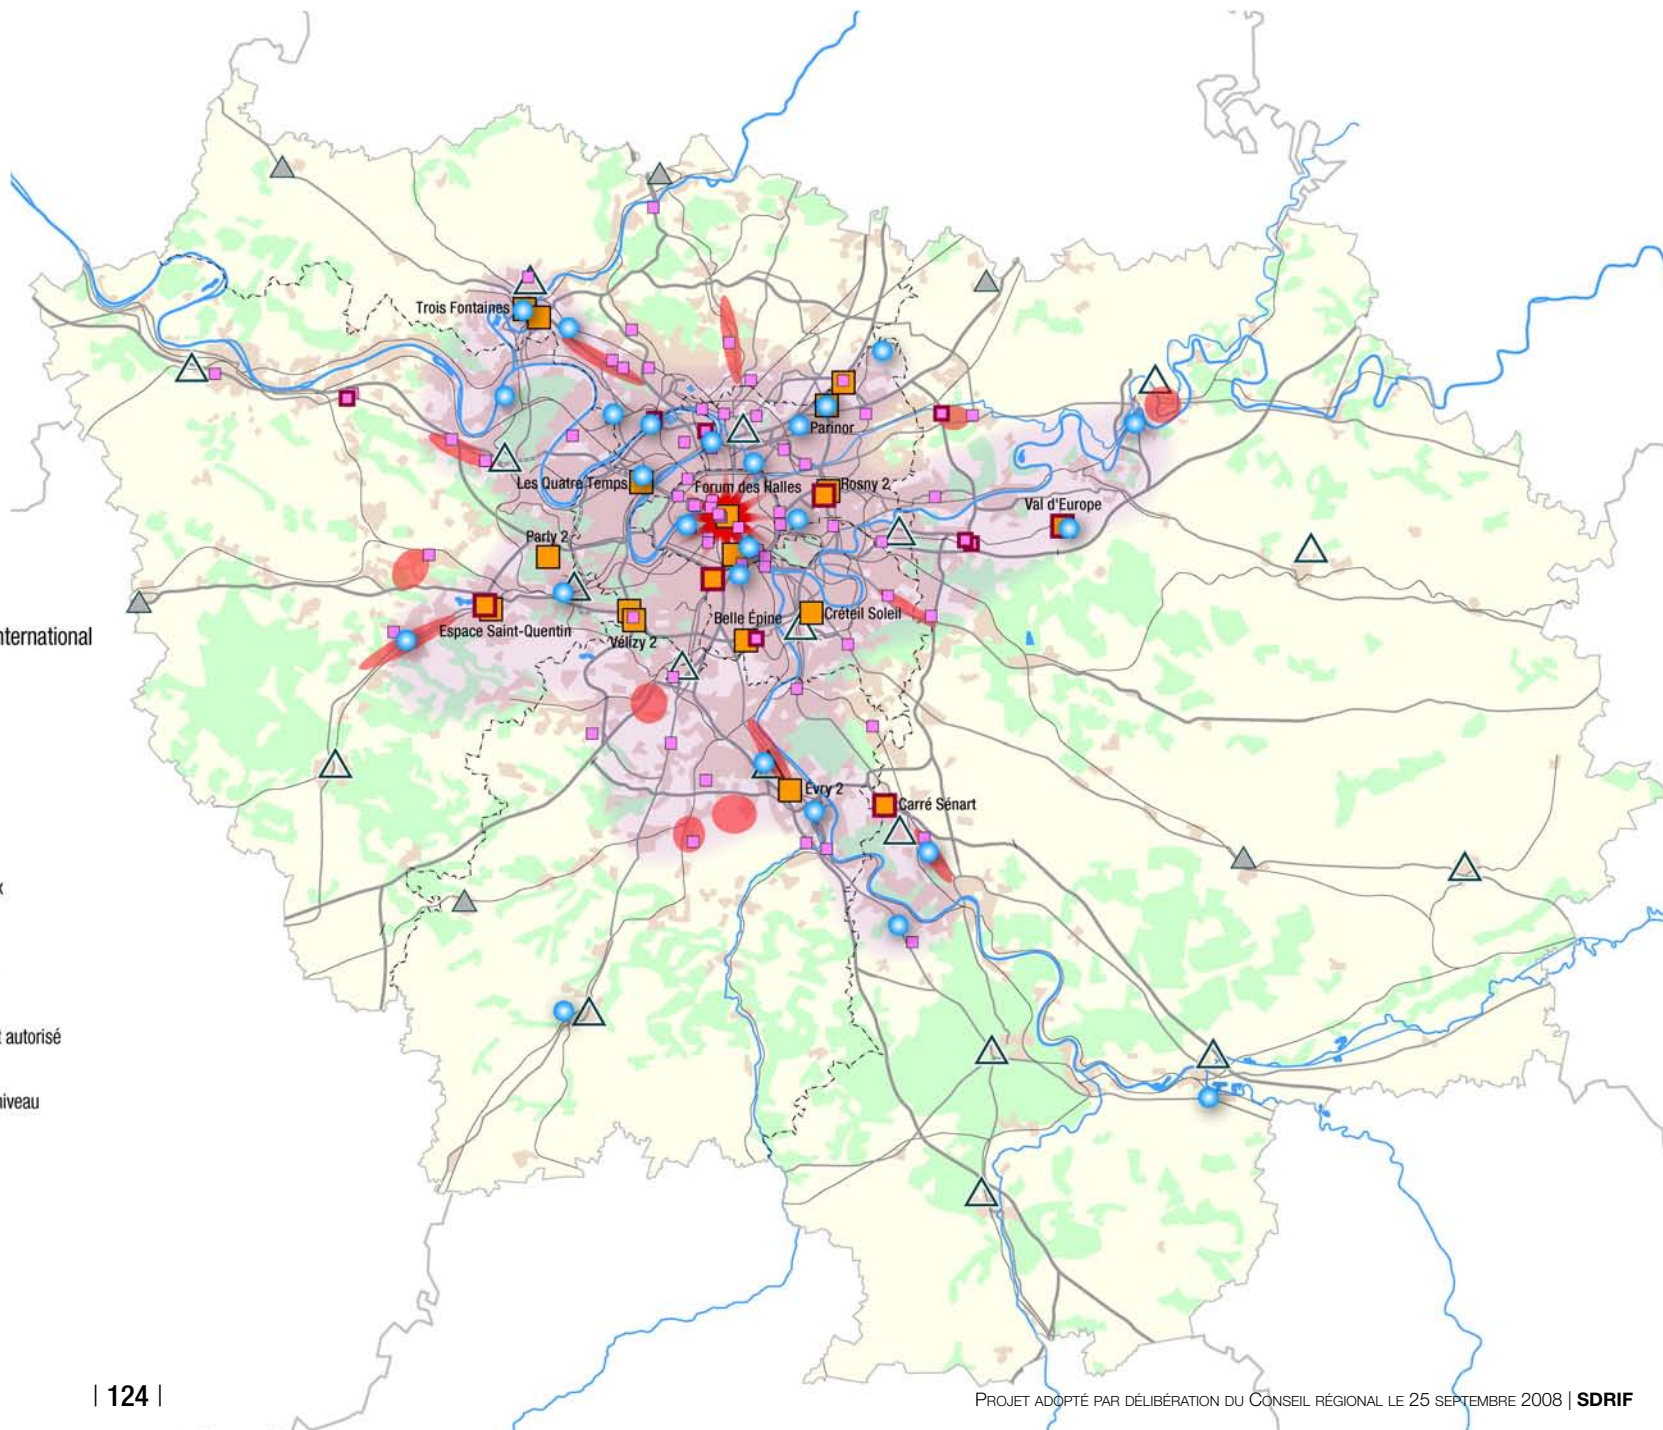 Trois Fontaines
Parinor
Les Quatre Temps
Forum des Halles
Rosny 2
Val d'Europe
Parly 2
Espace Saint-Quentin
Vélizy 2
Belle Épine
Créteil Soleil
nternational
Evry 2
Carré Sénart
x
t autorisé
niveau
| 124 |
PROJET ADOPTÉ PAR DÉLIBÉRATION DU CONSEIL RÉGIONAL LE 25 SEPTEMBRE 2008 | SDRIF